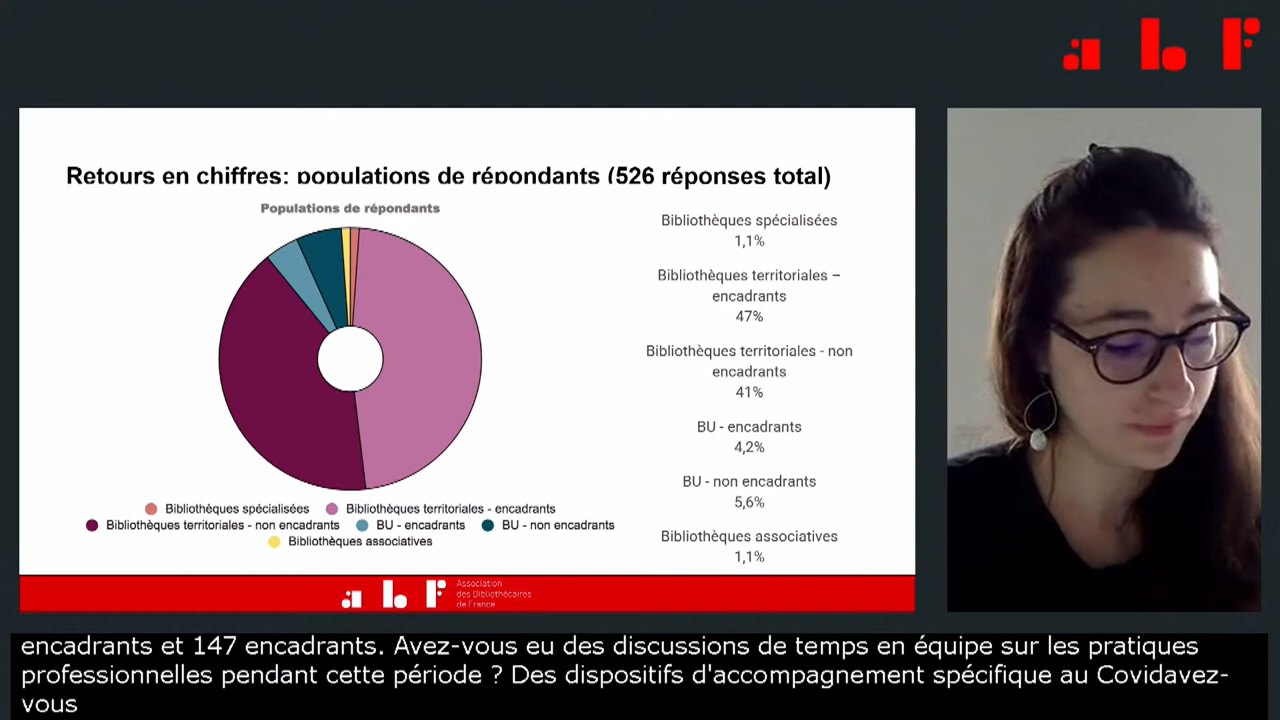 abf
Retours en chiffres: populations de répondants (526 réponses total)
Populations de répondants
Bibliothèques spécialisées
Bibliothèques territoriales - encadrants
Bibliothèques territoriales - non encadrants
BU - encadrants
BU - non encadrants
Bibliothèques associatives
Bibliothèques spécialisées
1,1%
Bibliothèques territoriales –
encadrants
47%
Bibliothèques territoriales - non
encadrants
41%
BU - encadrants
4,2%
BU - non encadrants
5,6%
Bibliothèques associatives
1,1%
abf
Association
des Bibliothécaires
de France
encadrants et 147 encadrants. Avez-vous eu des discussions de temps en équipe sur les pratiques
professionnelles pendant cette période ? Des dispositifs d'accompagnement spécifique au Covidavez-
vous